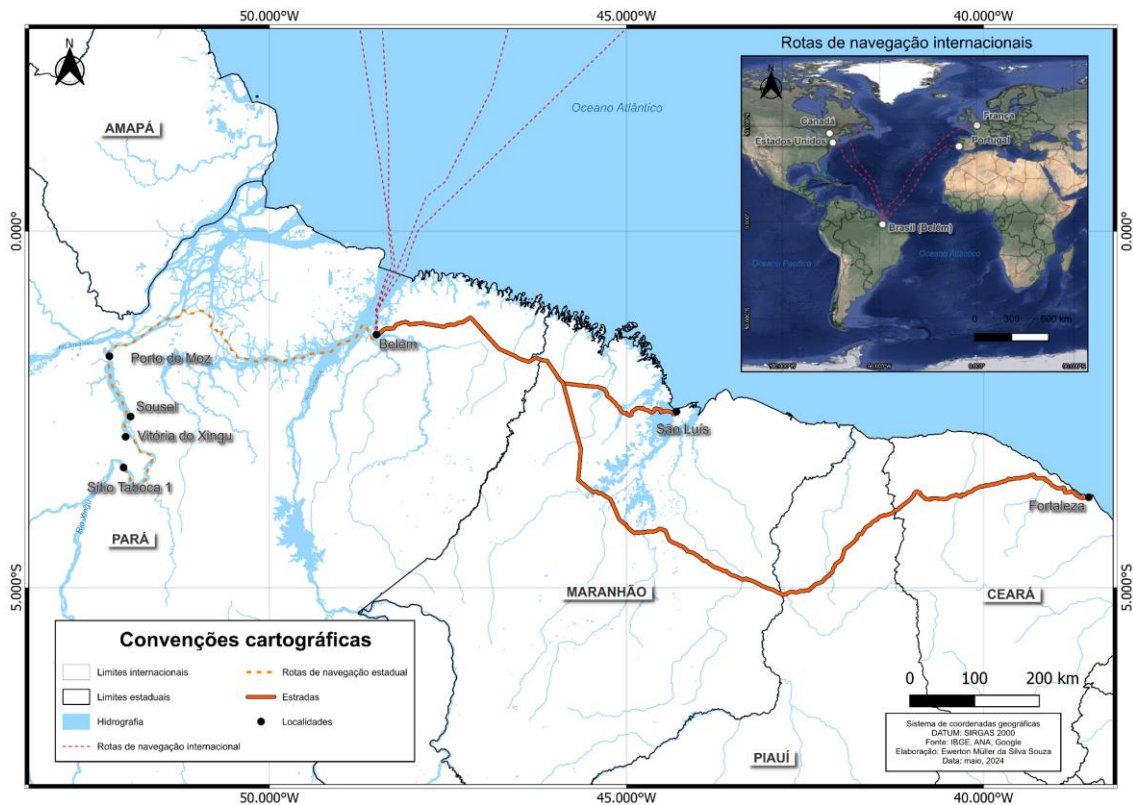 50.000°W
45.000°W
40.000°W
N
AMAPÁ
Oceano Atlântico
Rotas de navegação internacionais
N
Canadá
França
Estados Unidos
Portugal
Brasil (Belém)
Oceano Pacífico
Oceano Atlântico
0 300 600 km
0.000°
0.000°
Belém
Porto de Moz
Sousel
Vitória do Xingu
São Luís
Sítio Taboca 1
Rio Xingu
Fortaleza
PARÁ
MARANHÃO
CEARÁ
5.000°S
5.000°S
Convenções cartográficas
Limites internacionais
Rotas de navegação estadual
Limites estaduais
Estradas
Hidrografia
Localidades
Rotas de navegação internacional
0 100 200 km
Sistema de coordenadas geográficas
DATUM: SIRGAS 2000
Fonte: IBGE, ANA, Google
Elaboração: Ewerton Müller da Silva Souza
Data: maio, 2024
PIAUÍ
50.000°W
45.000°W
40.000°W